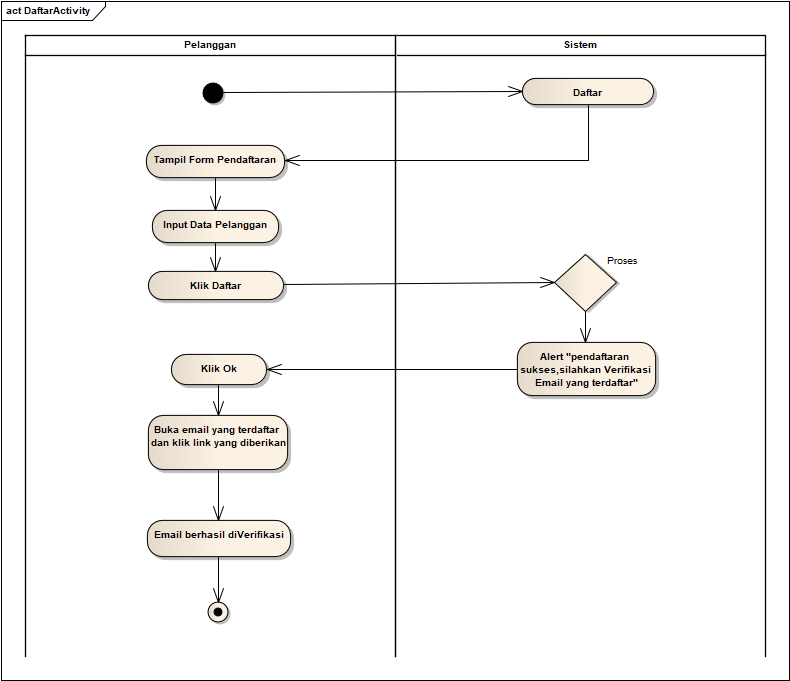 act DaftarActivity
Pelanggan
Sistem
Daftar
Tampil Form Pendaftaran
Input Data Pelanggan
Klik Daftar
Proses
Alert "pendaftaran
sukses,silahkan Verifikasi
Email yang terdaftar"
Klik Ok
Buka email yang terdaftar
dan klik link yang diberikan
Email berhasil diVerifikasi